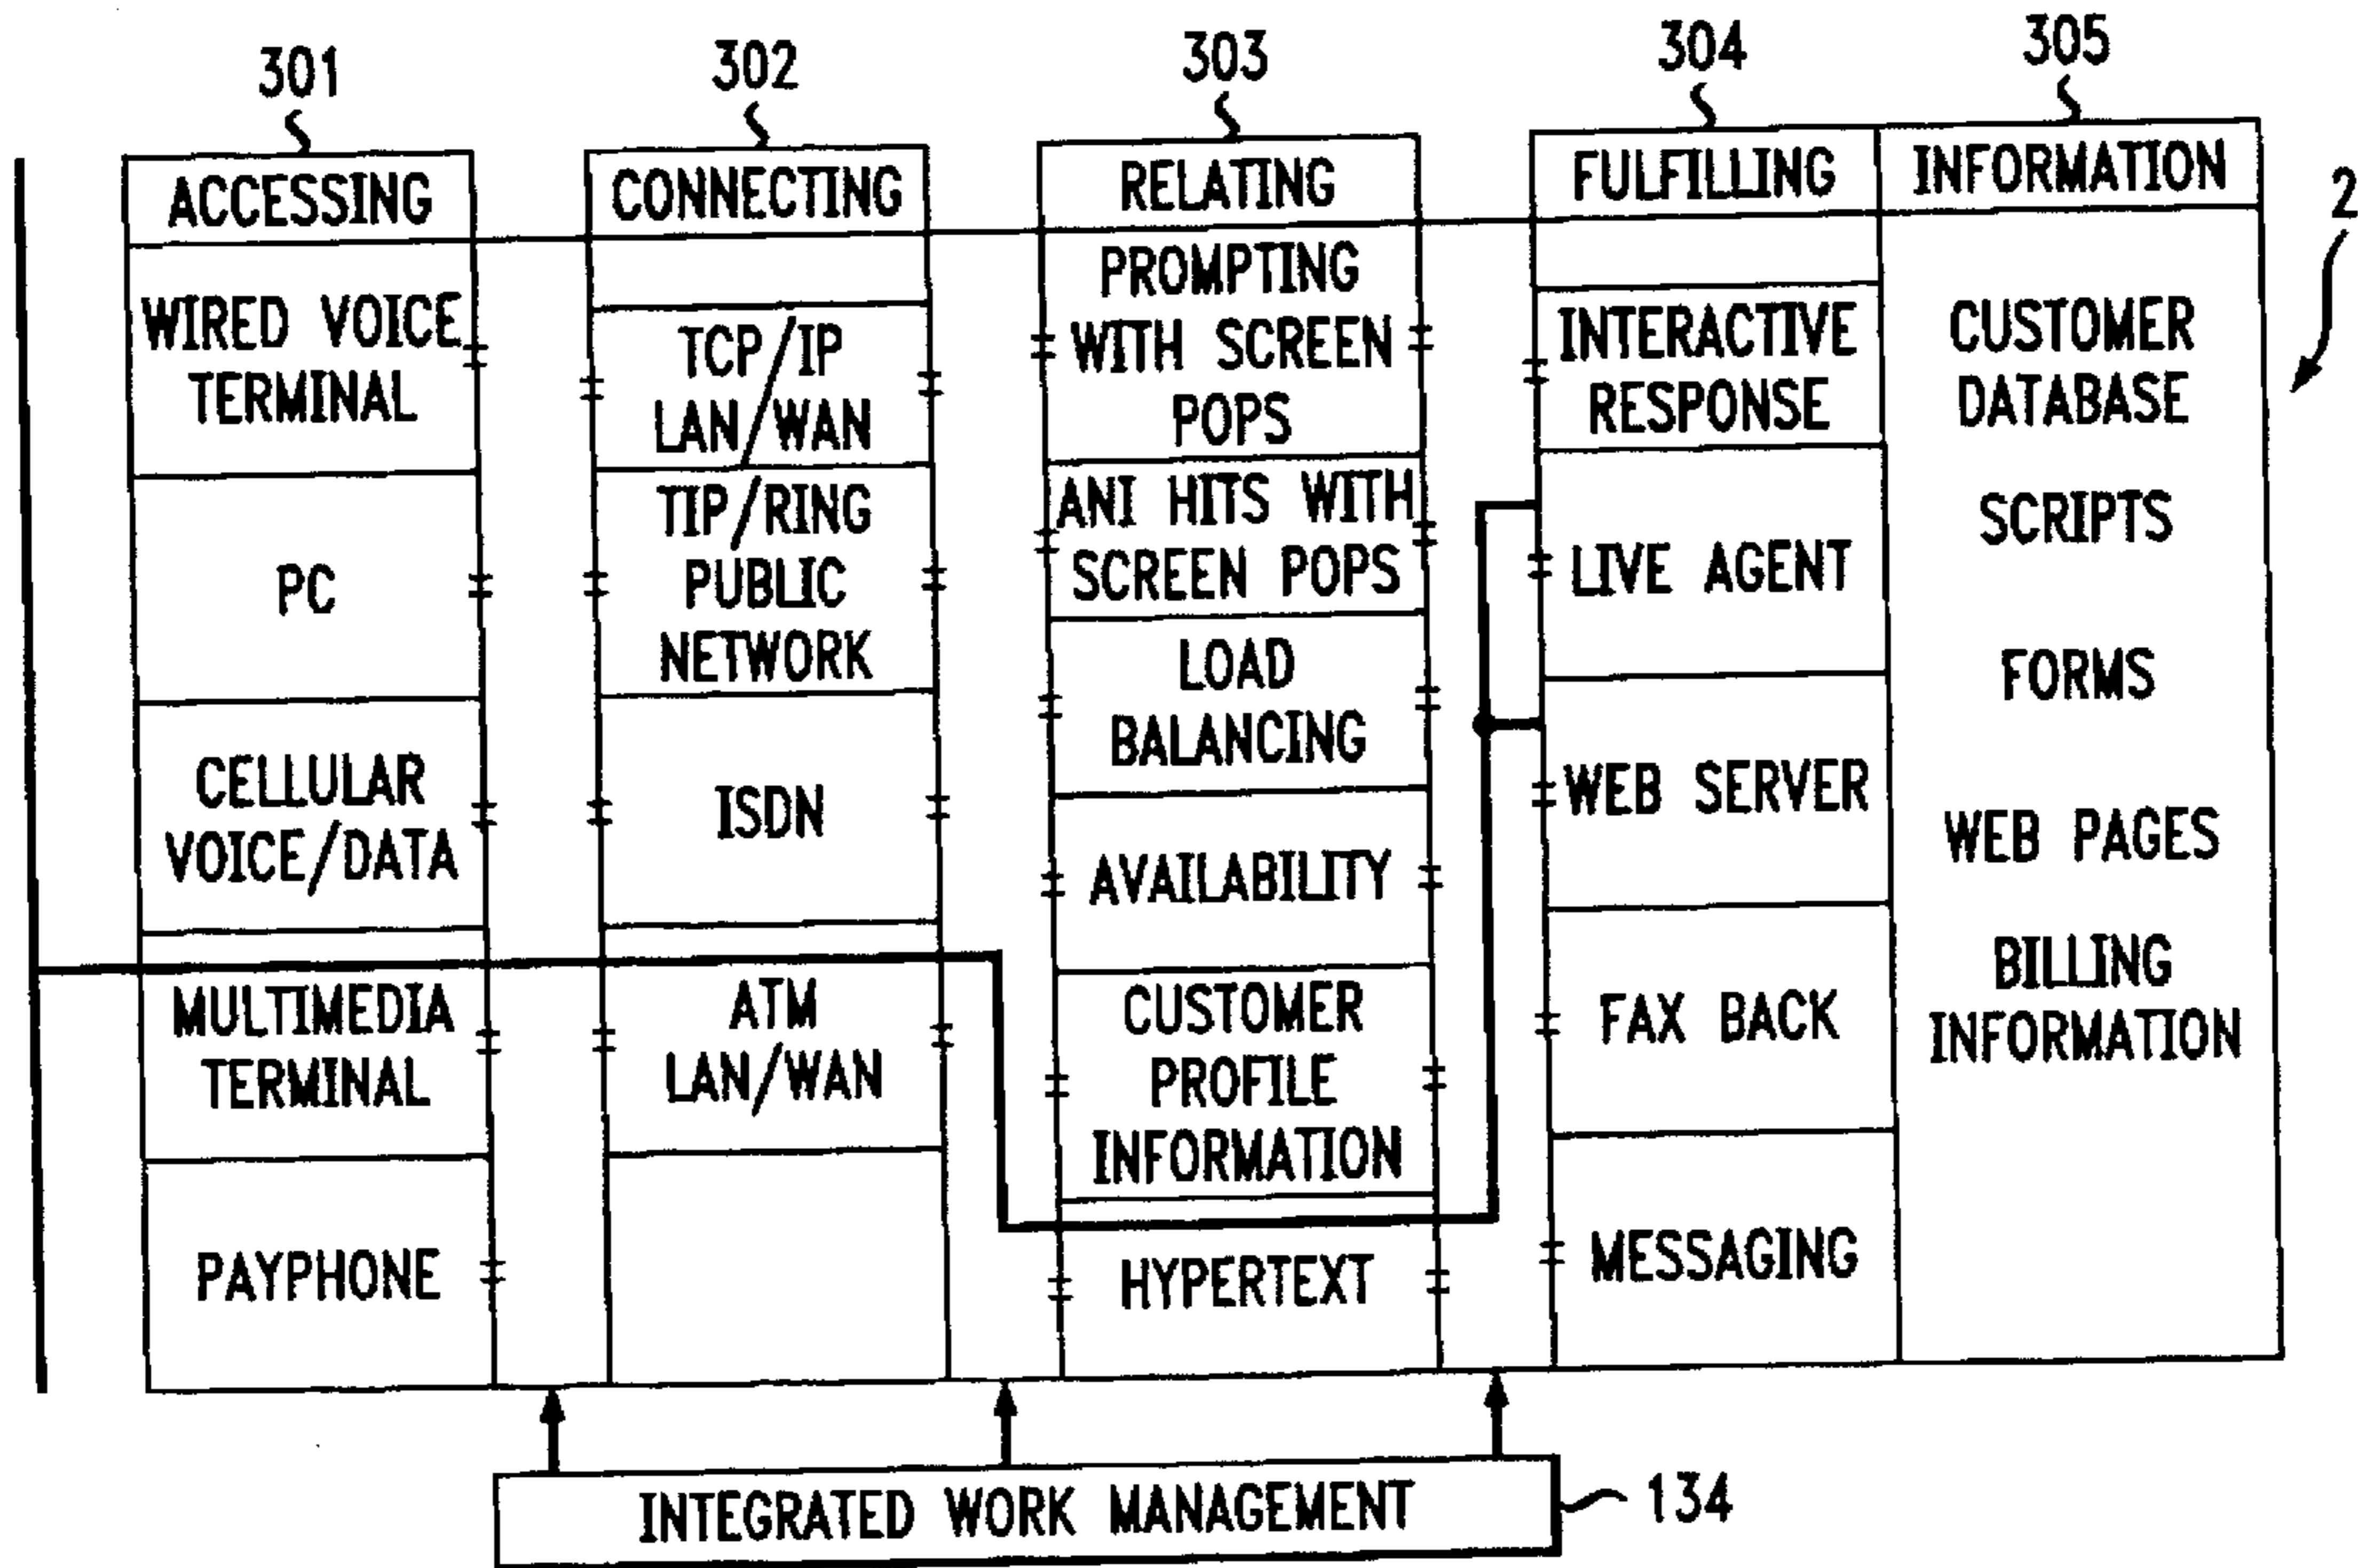 301
302
303
304
305
2
ACCESSING
WIRED VOICE
TERMINAL
PC
CELLULAR
VOICE/DATA
MULTIMEDIA
TERMINAL
PAYPHONE
CONNECTING
TCP/IP
LAN/WAN
TIP/RING
PUBLIC
NETWORK
ISDN
ATM
LAN/WAN
RELATING
PROMPTING
WITH SCREEN
POPS
ANI HITS WITH
SCREEN POPS
LOAD
BALANCING
AVAILABILITY
CUSTOMER
PROFILE
INFORMATION
HYPERTEXT
FULFILLING
INTERACTIVE
RESPONSE
LIVE AGENT
WEB SERVER
FAX BACK
MESSAGING
INFORMATION
CUSTOMER
DATABASE
SCRIPTS
FORMS
WEB PAGES
BILLING
INFORMATION
INTEGRATED WORK MANAGEMENT
134